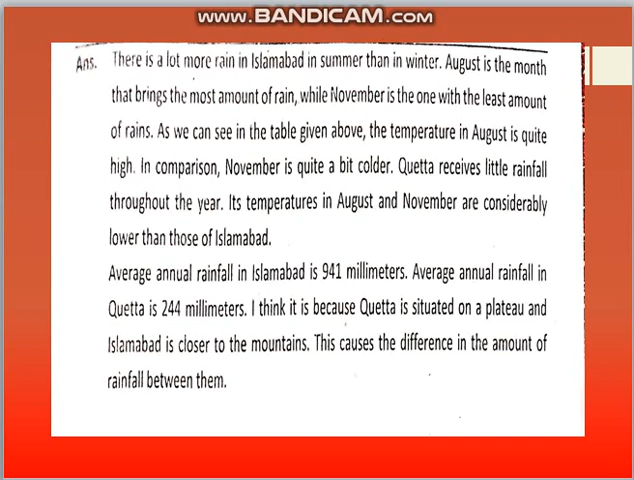 www.BANDICAM.com
Ans. There is a lot more rain in Islamabad in summer than in winter. August is the month
that brings the most amount of rain, while November is the one with the least amount
of rains. As we can see in the table given above, the temperature in August is quite
high. In comparison, November is quite a bit colder. Quetta receives little rainfall
throughout the year. Its temperatures in August and November are considerably
lower than those of Islamabad.
Average annual rainfall in Islamabad is 941 millimeters. Average annual rainfall in
Quetta is 244 millimeters. I think it is because Quetta is situated on a plateau and
Islamabad is closer to the mountains. This causes the difference in the amount of
rainfall between them.